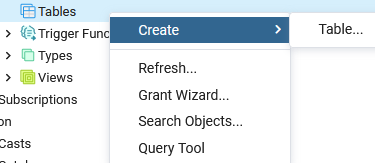 Tables
Trigger Func
Types
Views
Subscriptions
on
Casts
Create
Refresh...
Grant Wizard...
Search Objects...
Query Tool
Table...